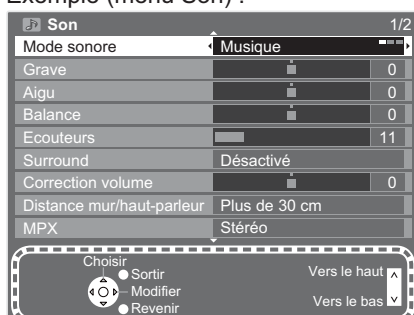 Exemple (menu Son) :
Son 1/2
Mode sonore Musique
Grave 0
Aigu 0
Balance 0
Ecouteurs 11
Surround Désactivé
Correction volume 0
Distance mur/haut-parleur Plus de 30 cm
MPX Stéréo
Choisir
Sortir
Modifier
Revenir
Vers le haut
Vers le bas